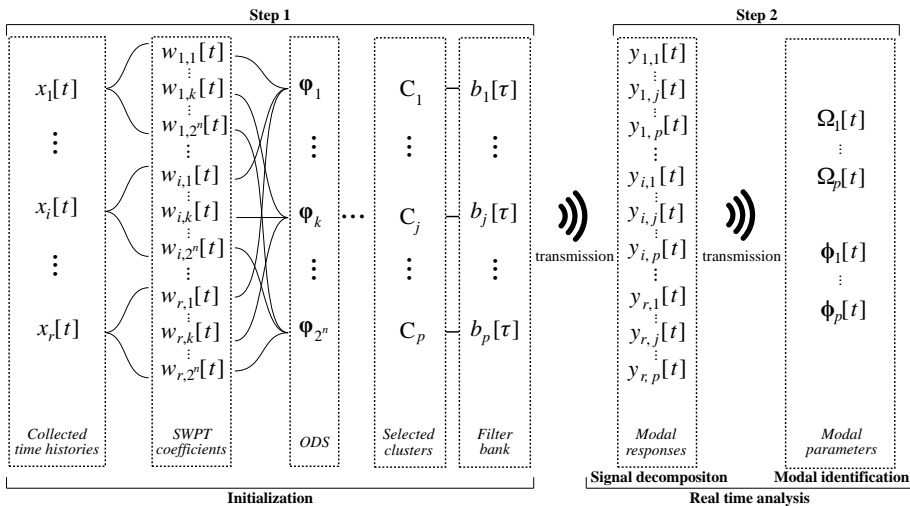 Step 1
Step 2
x₁[t]
⋮
xᵢ[t]
⋮
xᵣ[t]
Collected
time histories
w₁,₁[t]
⋮
w₁,ₖ[t]
⋮
w₁,₂ⁿ[t]
⋮
wᵢ,₁[t]
⋮
wᵢ,ₖ[t]
⋮
wᵢ,₂ⁿ[t]
⋮
wᵣ,₁[t]
⋮
wᵣ,ₖ[t]
⋮
wᵣ,₂ⁿ[t]
SWPT
coefficients
φ₁
⋮
φₖ
⋮
φ₂ⁿ
ODS
...
C₁
⋮
Cⱼ
⋮
Cₚ
Selected
clusters
b₁[τ]
⋮
bⱼ[τ]
⋮
bₚ[τ]
Filter
bank
transmission
y₁,₁[t]
⋮
y₁,ⱼ[t]
⋮
y₁,ₚ[t]
⋮
yᵢ,₁[t]
⋮
yᵢ,ⱼ[t]
⋮
yᵢ,ₚ[t]
⋮
yᵣ,₁[t]
⋮
yᵣ,ⱼ[t]
⋮
yᵣ,ₚ[t]
Modal
responses
transmission
Ω₁[t]
⋮
Ωₚ[t]
ϕ₁[t]
⋮
ϕₚ[t]
Modal
parameters
Signal decompositon
Modal identification
Initialization
Real time analysis